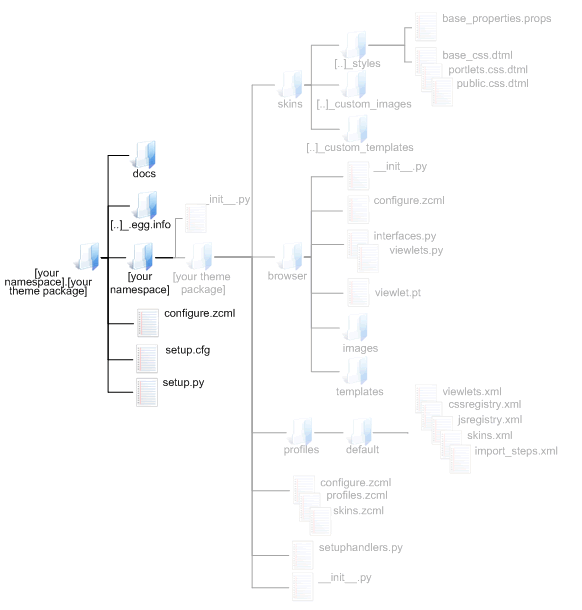 base_properties.props
base_css.dtml
portlets.css.dtml
public.css.dtml
[..]_styles
skins
[..]_custom_images
[..]_custom_templates
docs
__init__.py
configure.zcml
[..]_.egg.info
_init__.py
interfaces.py
viewlets.py
[your
namespace].[your
theme package]
[your
namespace]
[your theme
package]
browser
viewlet.pt
configure.zcml
images
setup.cfg
setup.py
templates
profiles
default
viewlets.xml
cssregistry.xml
jsregistry.xml
skins.xml
import_steps.xml
configure.zcml
profiles.zcml
skins.zcml
setuphandlers.py
__init__.py